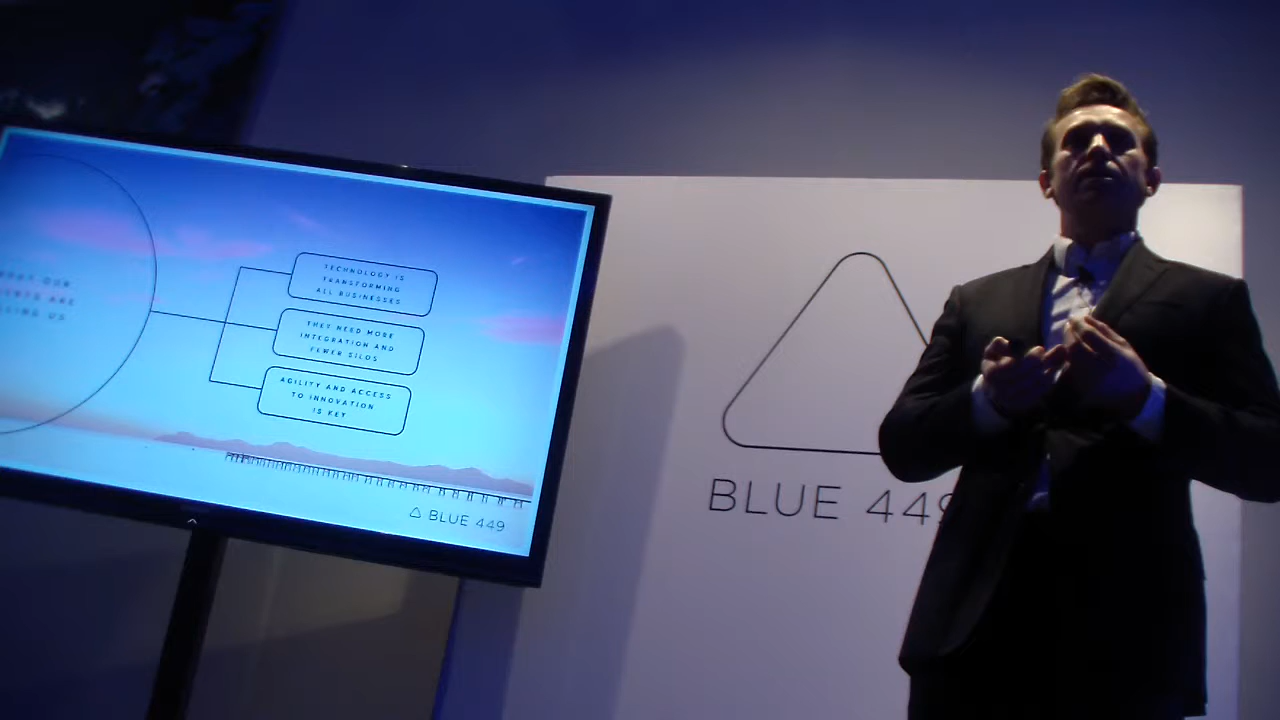 TECHNOLOGY IS
TRANSFORMING
ALL BUSINESSES
THEY NEED MORE
INTEGRATION AND
FEWER SILOS
AGILITY AND ACCESS
TO INNOVATION
IS KEY
BLUE 449
BLUE 449